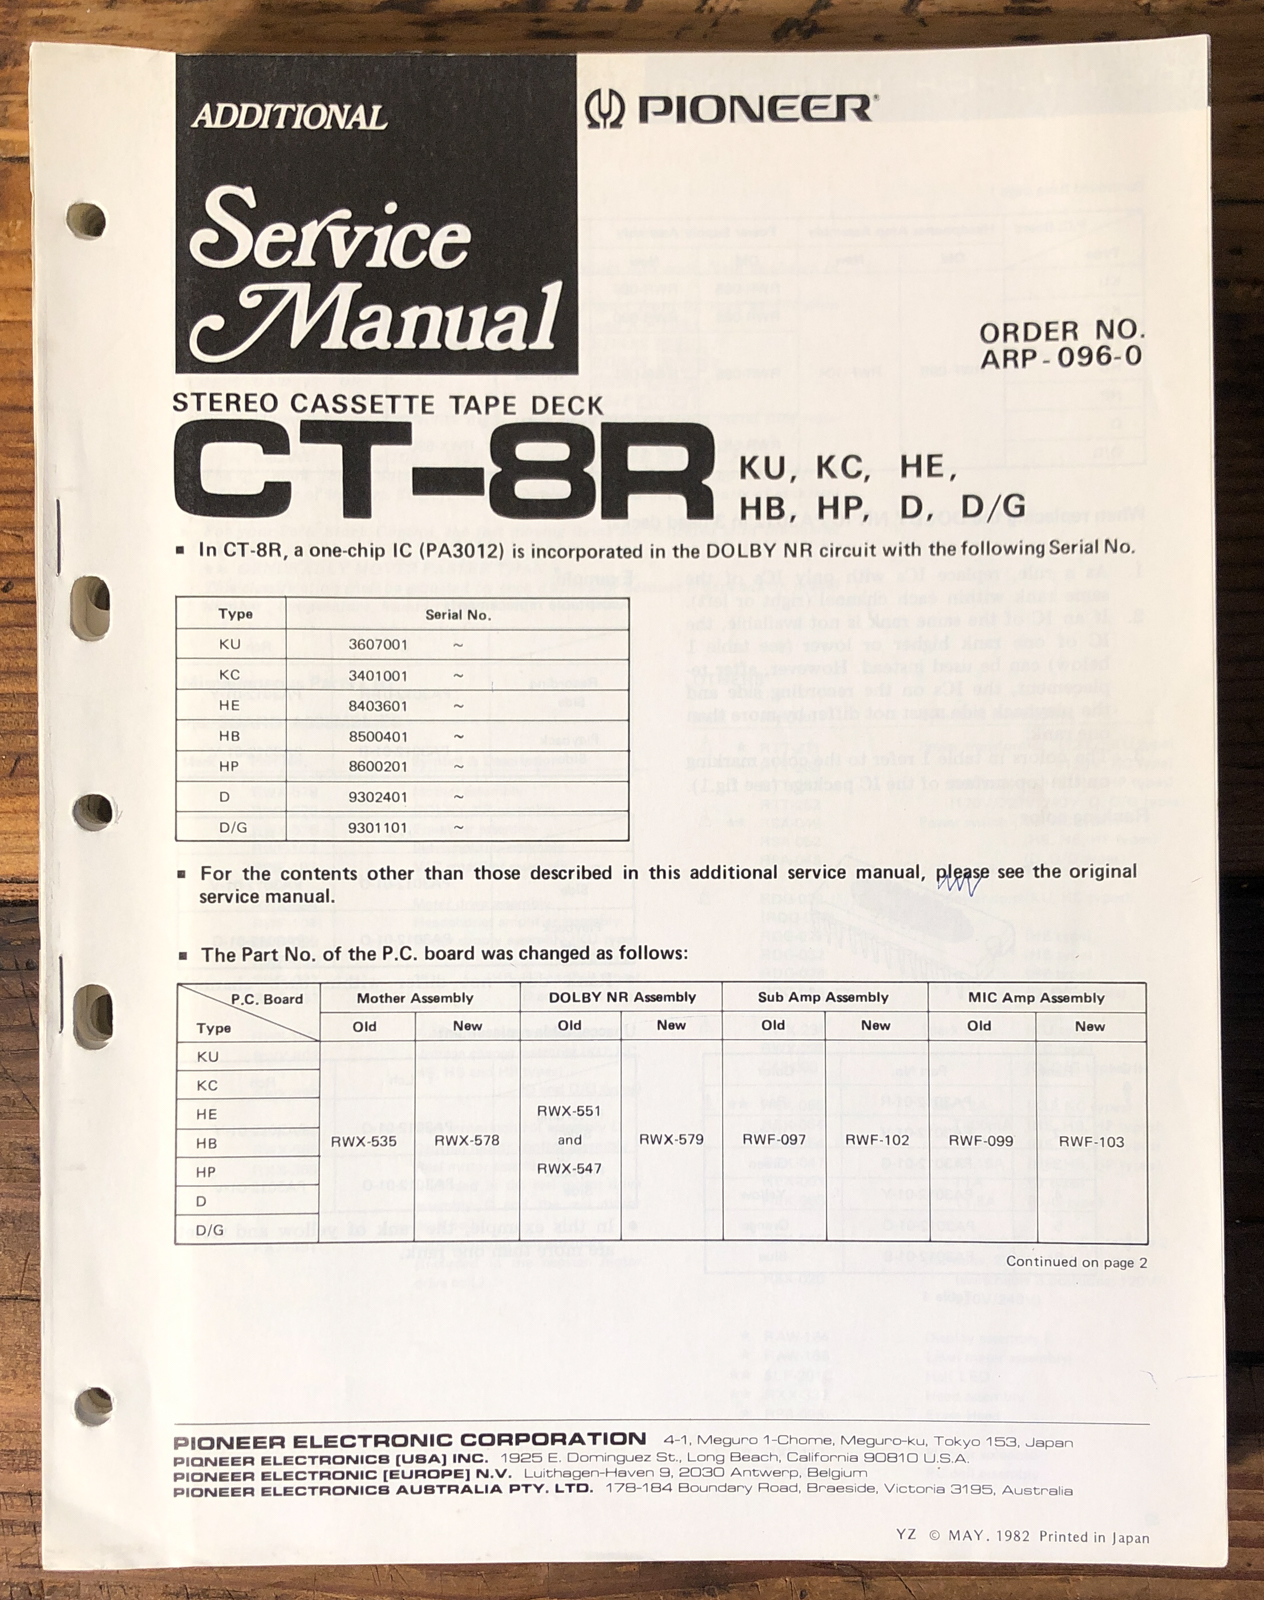 ADDITIONAL
Service
Manual
PIONEER®
ORDER NO.
ARP-096-0
STEREO CASSETTE TAPE DECK
CT-8R KU, KC, HE,
HB, HP, D, D/G
▪ In CT-8R, a one-chip IC (PA3012) is incorporated in the DOLBY NR circuit with the following Serial No.
Type Serial No.
KU 3607001 ~
KC 3401001 ~
HE 8403601 ~
HB 8500401 ~
HP 8600201 ~
D 9302401 ~
D/G 9301101 ~
▪ For the contents other than those described in this additional service manual, please see the original
service manual.
▪ The Part No. of the P.C. board was changed as follows:
P.C. Board Mother Assembly DOLBY NR Assembly Sub Amp Assembly MIC Amp Assembly
Type Old New Old New Old New Old New
KU
KC
HE RWX-551
HB RWX-535 RWX-578 and RWX-579 RWF-097 RWF-102 RWF-099 RWF-103
HP RWX-547
D
D/G
Continued on page 2
PIONEER ELECTRONIC CORPORATION 4-1, Meguro 1-Chome, Meguro-ku, Tokyo 153, Japan
PIONEER ELECTRONICS [USA] INC. 1925 E. Dominguez St., Long Beach, California 90810 U.S.A.
PIONEER ELECTRONIC [EUROPE] N.V. Luithagen-Haven 9, 2030 Antwerp, Belgium
PIONEER ELECTRONICS AUSTRALIA PTY. LTD. 178-184 Boundary Road, Braeside, Victoria 3195, Australia
YZ © MAY. 1982 Printed in Japan